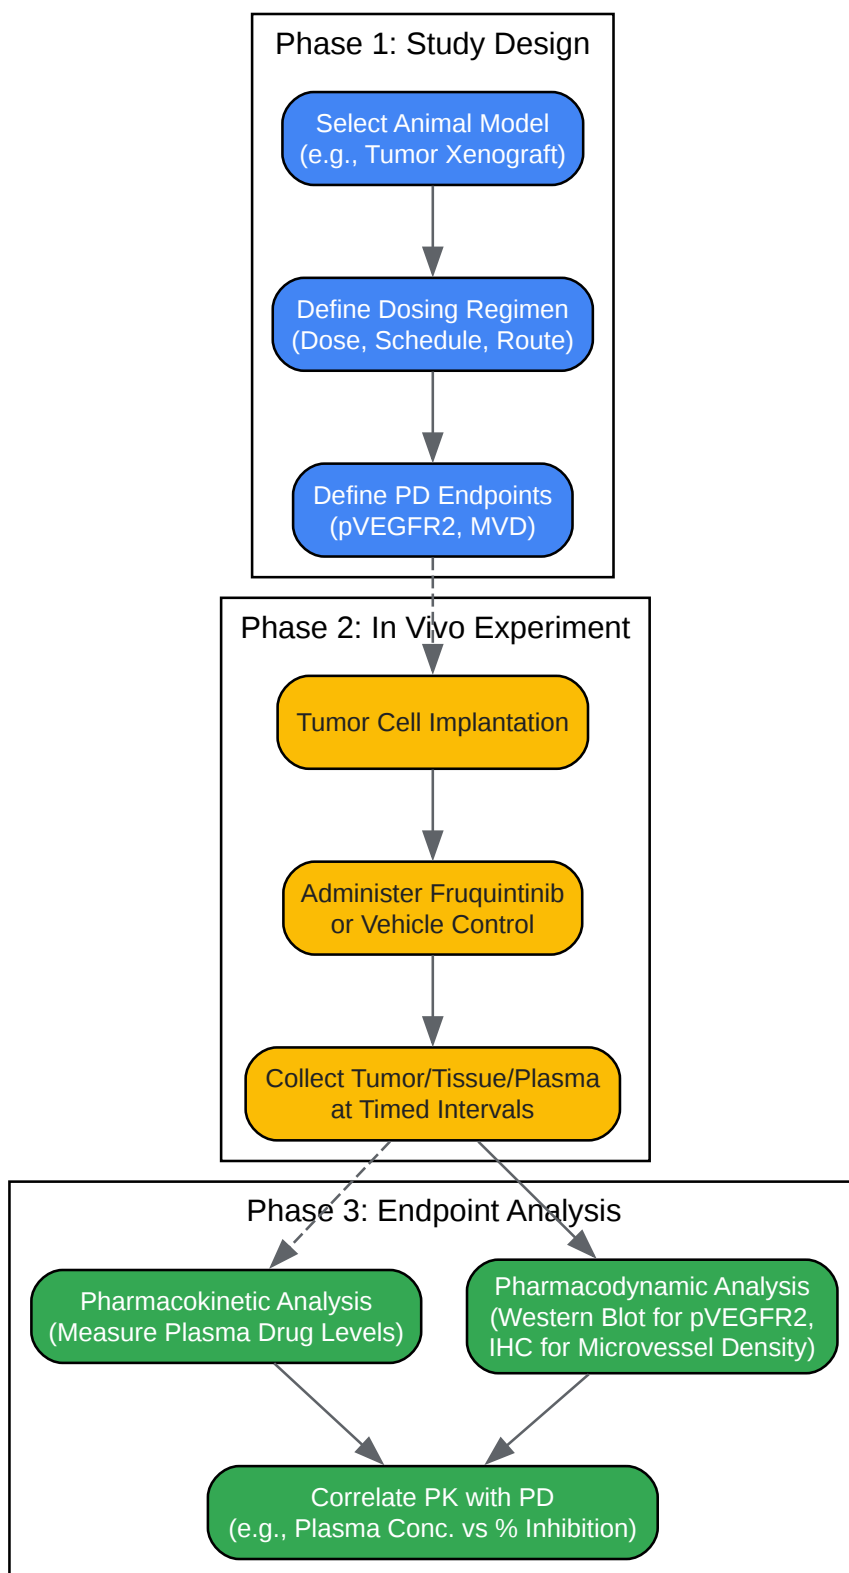 Phase 1: Study Design
Select Animal Model
(e.g., Tumor Xenograft)
Define Dosing Regimen
(Dose, Schedule, Route)
Define PD Endpoints
(pVEGFR2, MVD)
Phase 2: In Vivo Experiment
Tumor Cell Implantation
Administer Fruquintinib
or Vehicle Control
Collect Tumor/Tissue/Plasma
at Timed Intervals
Phase 3: Endpoint Analysis
Pharmacokinetic Analysis
(Measure Plasma Drug Levels)
Pharmacodynamic Analysis
(Western Blot for pVEGFR2,
IHC for Microvessel Density)
Correlate PK with PD
(e.g., Plasma Conc. vs % Inhibition)